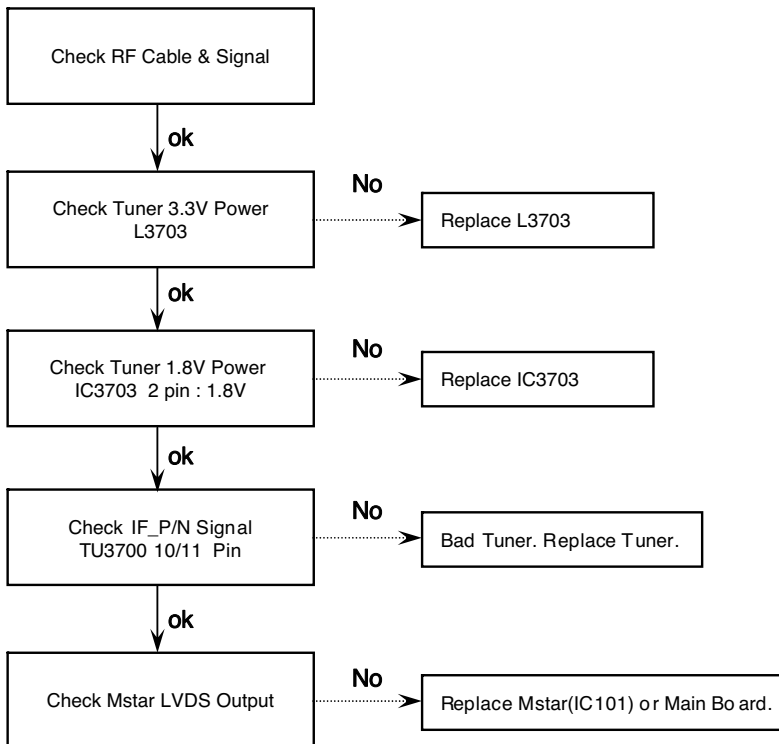 Check RF Cable & Signal
ok
Check Tuner 3.3V Power
L3703
No
Replace L3703
ok
Check Tuner 1.8V Power
IC3703 2 pin : 1.8V
No
Replace IC3703
ok
Check IF_P/N Signal
TU3700 10/11 Pin
No
Bad Tuner. Replace Tuner.
ok
Check Mstar LVDS Output
No
Replace Mstar(IC101) or Main Board.